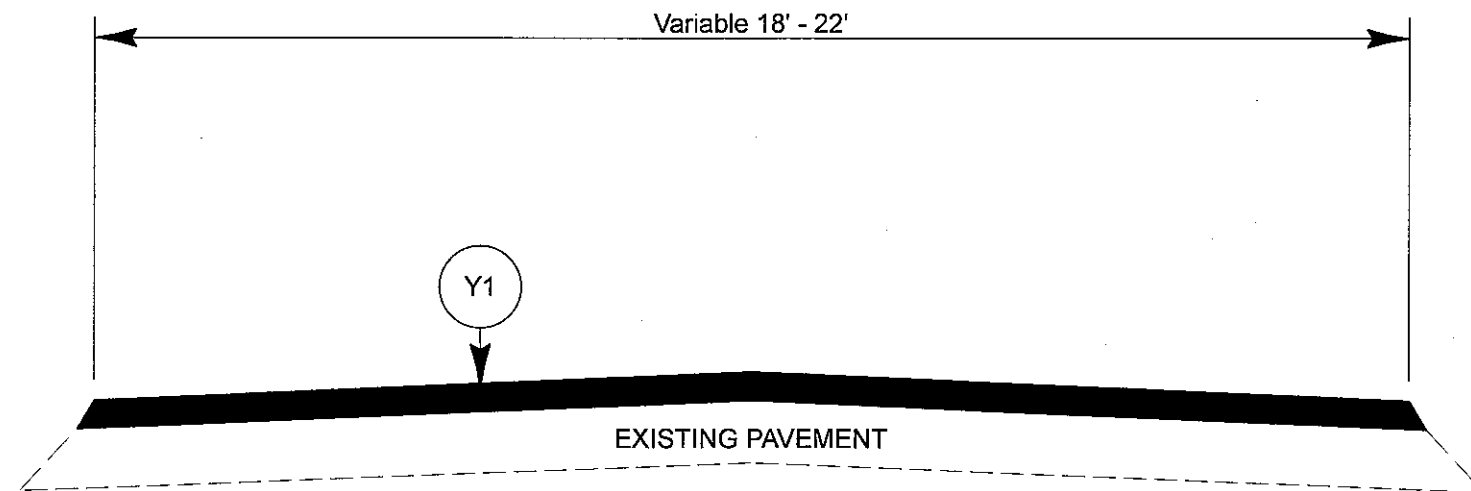 Variable 18' - 22'
Y1
EXISTING PAVEMENT